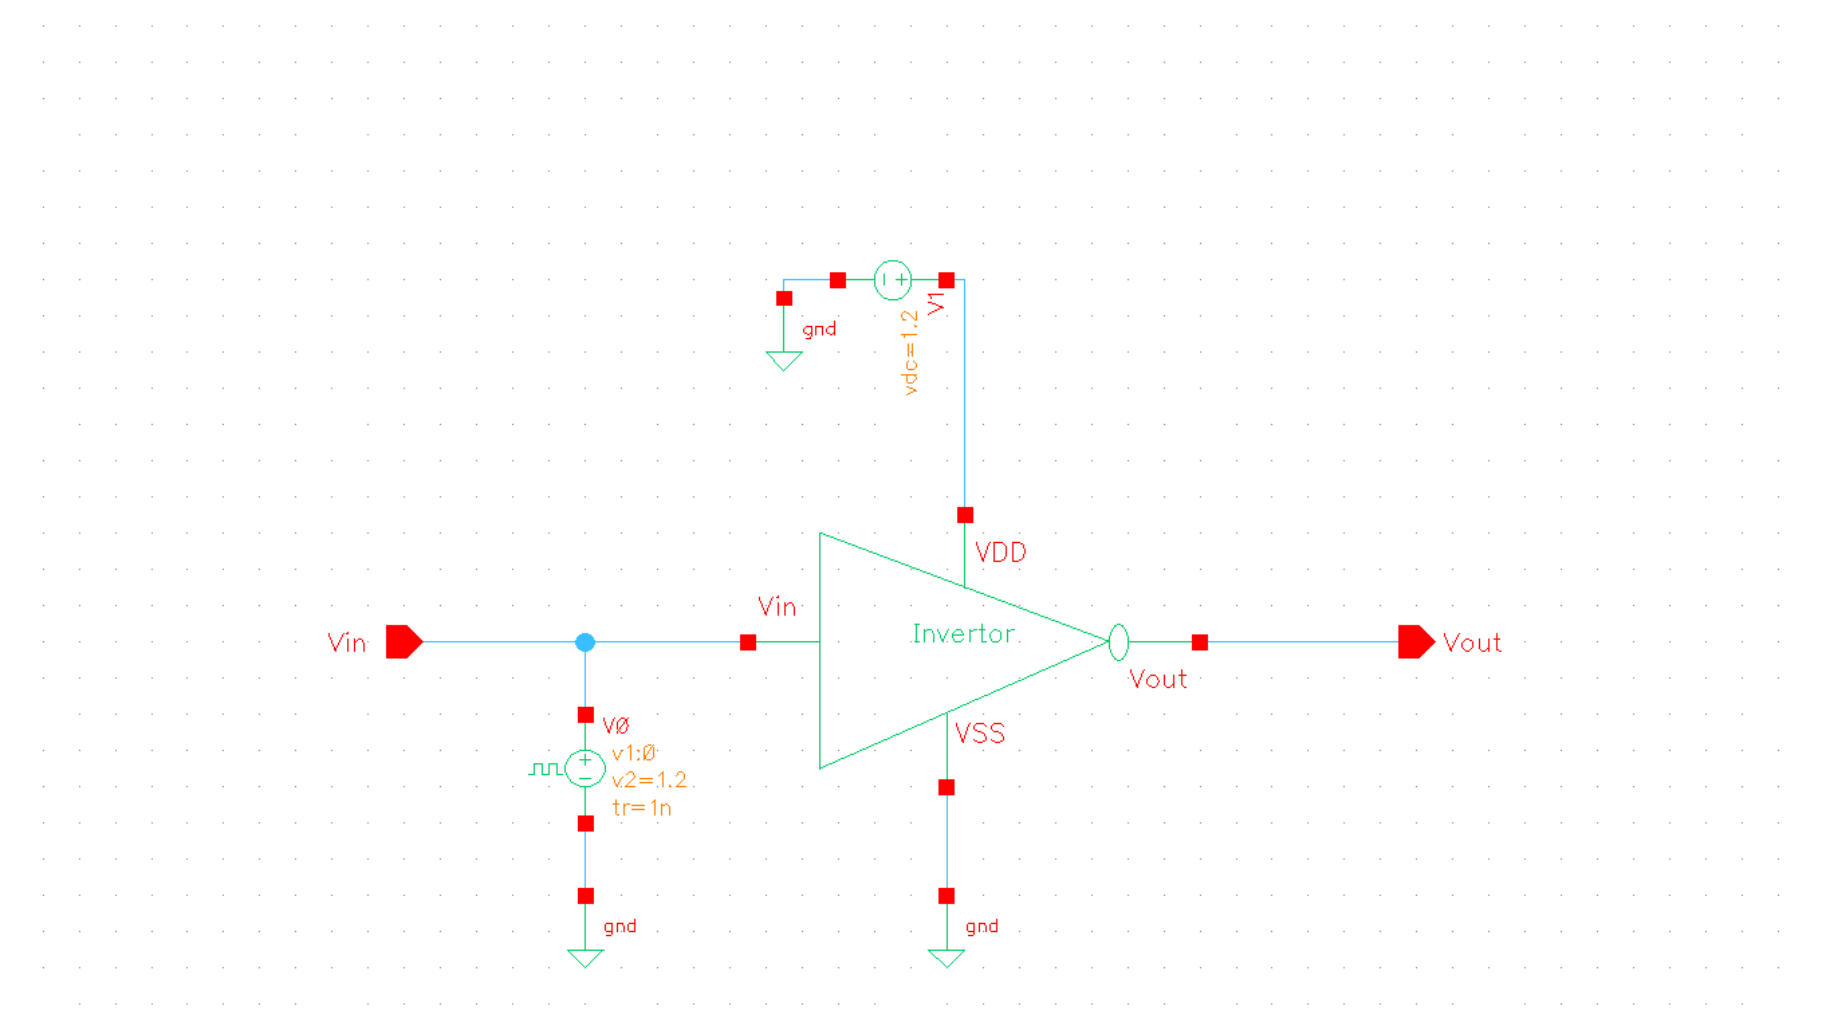 gnd
V1
vdc=1.2
VDD
Vin
Vin
Invertor
Vout
Vout
VSS
VØ
v1:Ø
v2=1.2
tr=1n
gnd
gnd